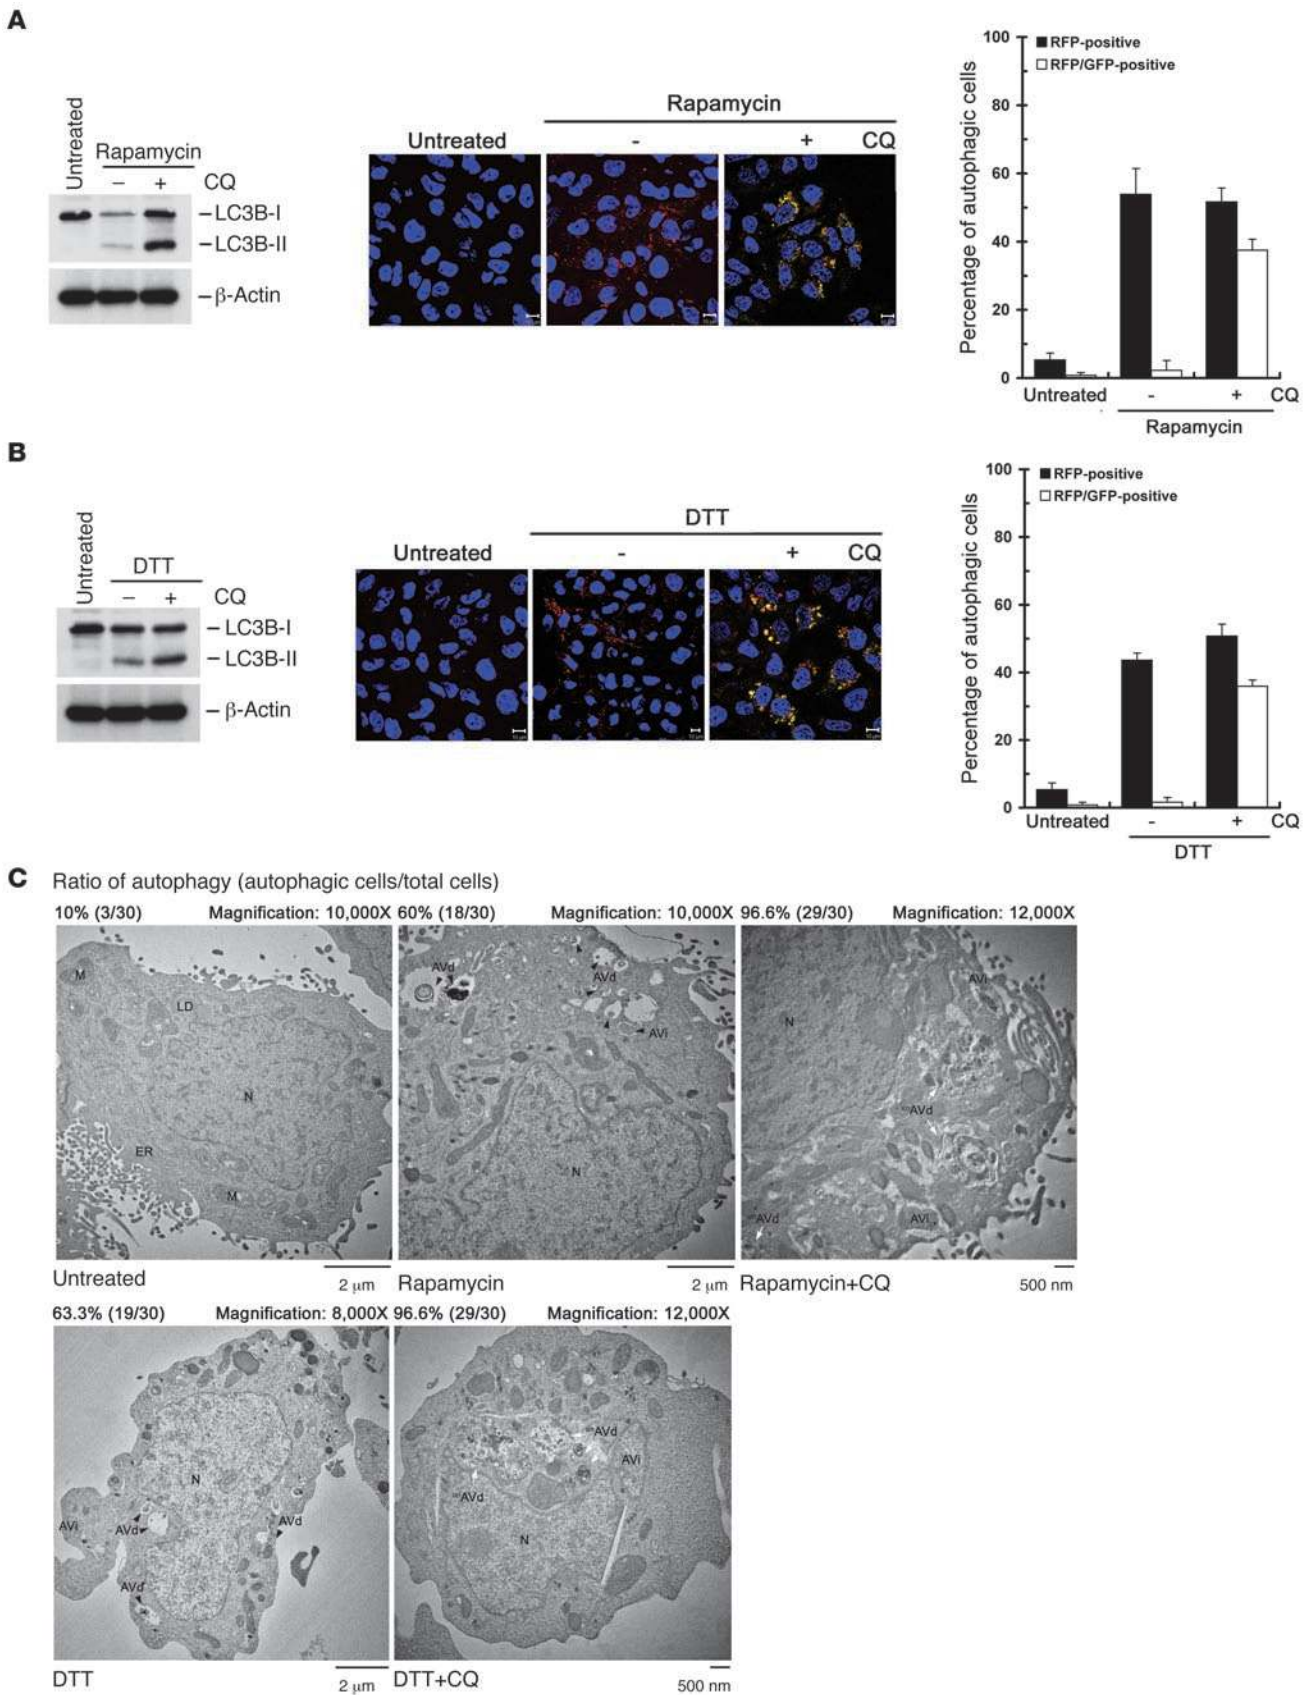 A
Untreated
Rapamycin
– + CQ
LC3B-I
LC3B-II
β-Actin
Rapamycin
Untreated - + CQ
10 µm
Percentage of autophagic cells
100
80
60
40
20
0
RFP-positive
RFP/GFP-positive
Untreated - + CQ
Rapamycin
B
Untreated
DTT
– + CQ
LC3B-I
LC3B-II
β-Actin
DTT
Untreated - + CQ
10 µm
10 µm
Percentage of autophagic cells
100
80
60
40
20
0
RFP-positive
RFP/GFP-positive
Untreated - + CQ
DTT
C Ratio of autophagy (autophagic cells/total cells)
10% (3/30) Magnification: 10,000X 60% (18/30) Magnification: 10,000X 96.6% (29/30) Magnification: 12,000X
M
LD
N
ER
M
AVd
AVd
AVi
N
AVi
N
AVd
AVd
AVi
Untreated 2 µm Rapamycin 2 µm Rapamycin+CQ 500 nm
63.3% (19/30) Magnification: 8,000X 96.6% (29/30) Magnification: 12,000X
N
AVi
AVd
AVd
AVd
AVd
AVi
AVd
N
DTT 2 µm DTT+CQ 500 nm